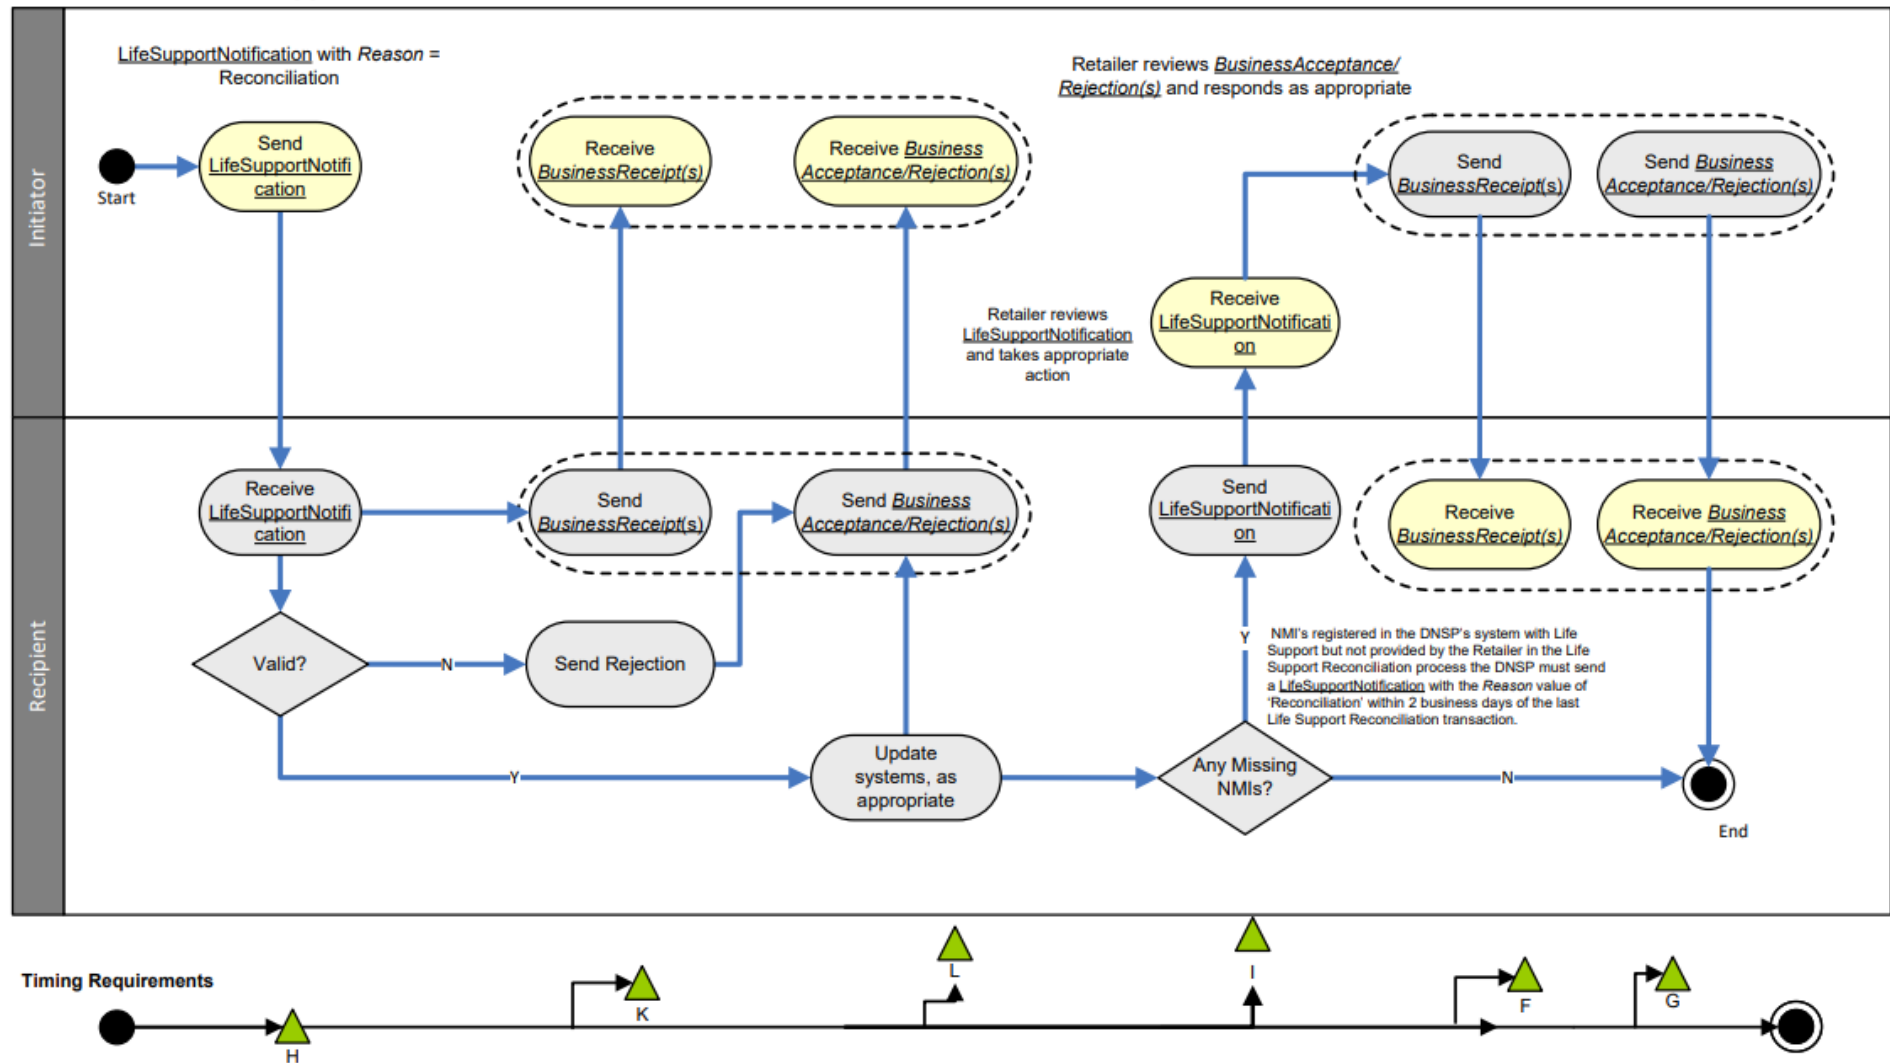 LifeSupportNotification with Reason =
Reconciliation
Retailer reviews BusinessAcceptance/
Rejection(s) and responds as appropriate
Initiator
Start
Send
LifeSupportNotifi
cation
Receive
BusinessReceipt(s)
Receive Business
Acceptance/Rejection(s)
Send
BusinessReceipt(s)
Send Business
Acceptance/Rejection(s)
Retailer reviews
LifeSupportNotification
and takes appropriate
action
Receive
LifeSupportNotificati
on
Recipient
Receive
LifeSupportNotifi
cation
Send
BusinessReceipt(s)
Send Business
Acceptance/Rejection(s)
Send
LifeSupportNotificati
on
Receive
BusinessReceipt(s)
Receive Business
Acceptance/Rejection(s)
Valid?
N
Send Rejection
Y
NMI's registered in the DNSP's system with Life
Support but not provided by the Retailer in the Life
Support Reconciliation process the DNSP must send
a LifeSupportNotification with the Reason value of
'Reconciliation' within 2 business days of the last
Life Support Reconciliation transaction.
Y
Update
systems, as
appropriate
Any Missing
NMIs?
N
End
Timing Requirements
H
K
L
I
F
G